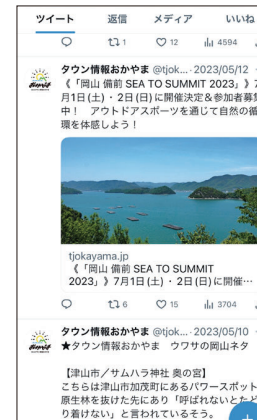 ツイート 返信 メディア いいね
1 12 4594
タウン情報おかやま @tjok... · 2023/05/12
《「岡山 備前 SEA TO SUMMIT 2023」》7
月1日(土)・2日(日)に開催決定&参加者募集
中！ アウトドアスポーツを通じて自然の循
環を体感しよう！
tjokayama.jp
《「岡山 備前 SEA TO SUMMIT
2023」》7月1日(土)・2日(日)に開催…
6 15 3704
タウン情報おかやま @tjok... · 2023/05/10
★タウン情報おかやま ウワサの岡山ネタ
【津山市／サムハラ神社 奥の宮】
こちらは津山市加茂町にあるパワースポット
原生林を抜けた先にあり「呼ばれないとたど
り着けない」と言われているそう。